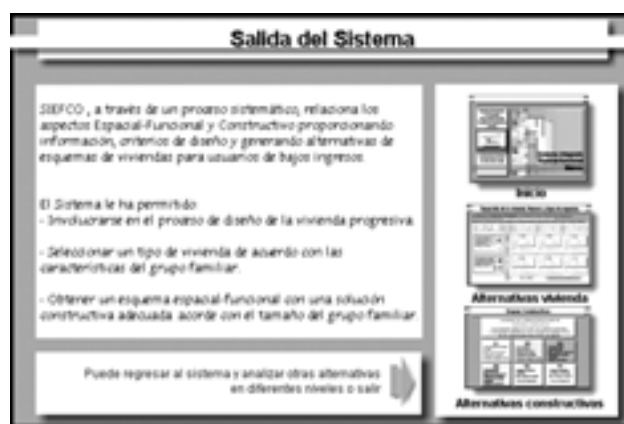 Salida del Sistema
SIEFCO , a través de un proceso sistemático, relaciona los
aspectos Espacial-Funcional y Constructivo proporcionando
información, criterios de diseño y generando alternativas de
esquemas de viviendas para usuarios de bajos ingresos.
El Sistema le ha permitido:
- Involucrarse en el proceso de diseño de la vivienda progresiva.
- Seleccionar un tipo de vivienda de acuerdo con las
características del grupo familiar.
- Obtener un esquema espacial-funcional con una solución
constructiva adecuada acorde con el tamaño del grupo familiar
Puede regresar al sistema y analizar otras alternativas
en diferentes niveles o salir
Inicio
Alternativas vivienda
Alternativas constructivas